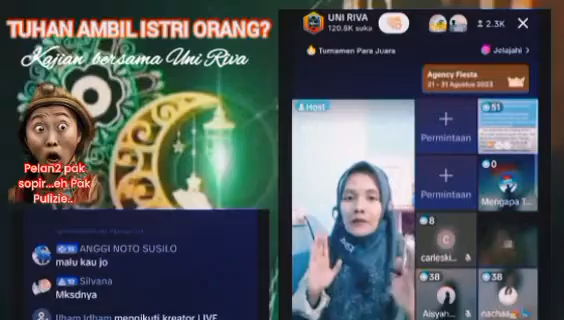 TUHAN AMBIL ISTRI ORANG?
Kajian bersama Uni Riva
Pelan2 pak
sopir...eh Pak
Pulizie..
ANGGI NOTO SUSILO
malu kau jo
Silvana
Mksdnya
Ilham Idham mengikuti kreator LIVE
UNI RIVA
120.8K suka
2.3K
Turnamen Para Juara
Jelajahi >
Agency Fiesta
21 - 31 Agustus 2023
Host
Permintaan
51
Permintaan
0
Mengapa T...
8
carleski...
38
Aisyah...
38
nachaa